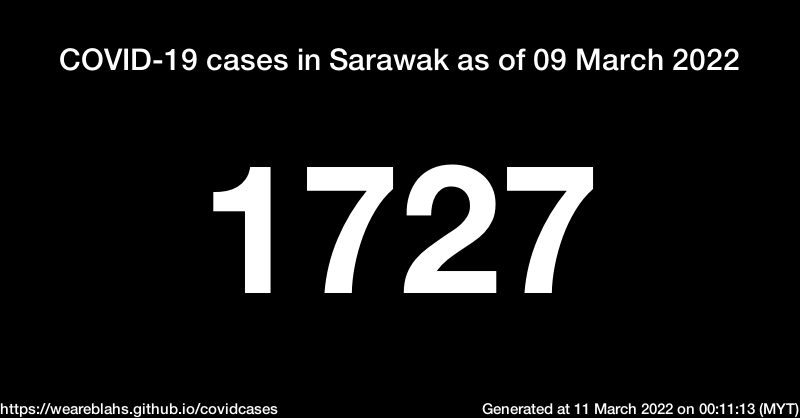 COVID-19 cases in Sarawak as of 09 March 2022
1727
https://weareblahs.github.io/covidcases
Generated at 11 March 2022 on 00:11:13 (MYT)